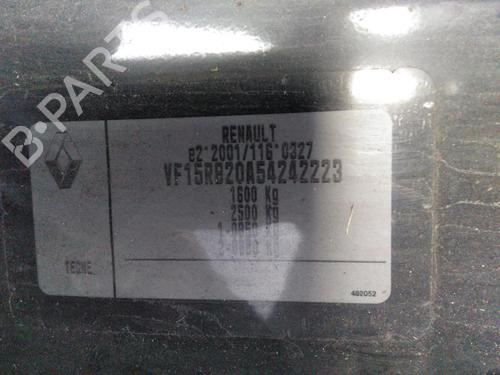 B-PARTS
RENAULT
e2*2001/116*0327
VF15RB20A54242223
1600 Kg
2500 Kg
TECHE.
482052